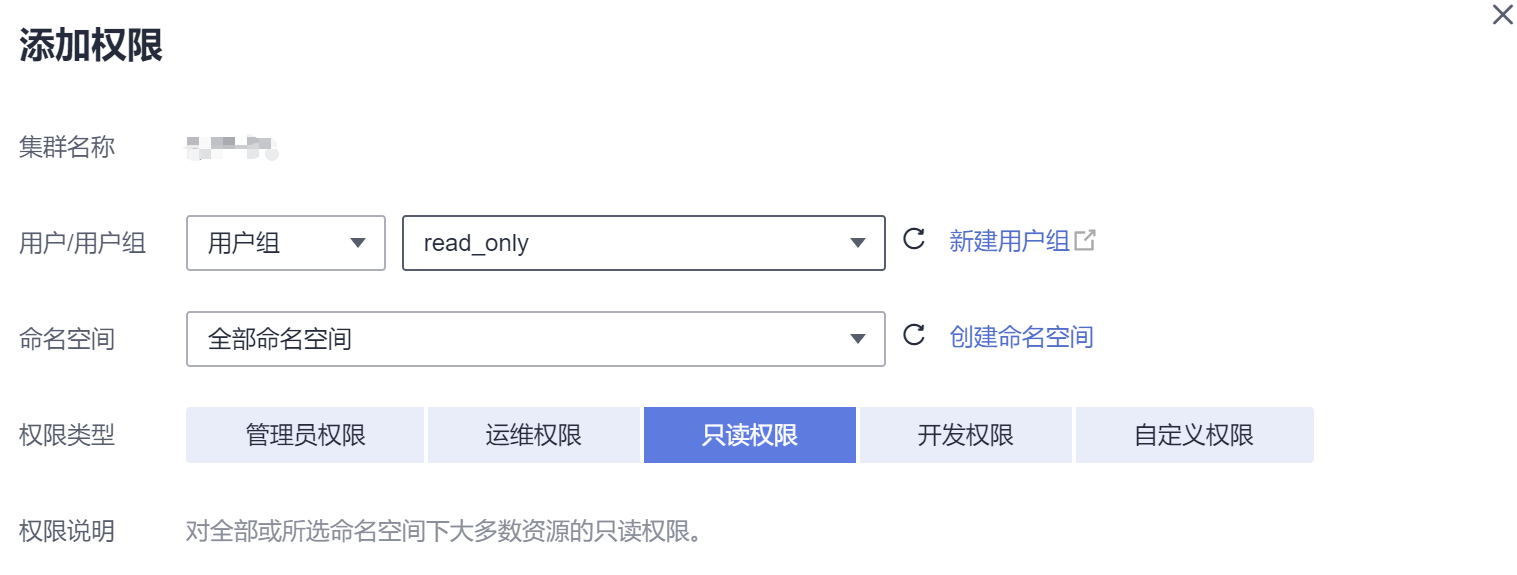 添加权限
集群名称
用户/用户组 用户组 read_only 新建用户组
命名空间 全部命名空间 创建命名空间
权限类型 管理员权限 运维权限 只读权限 开发权限 自定义权限
权限说明 对全部或所选命名空间下大多数资源的只读权限。